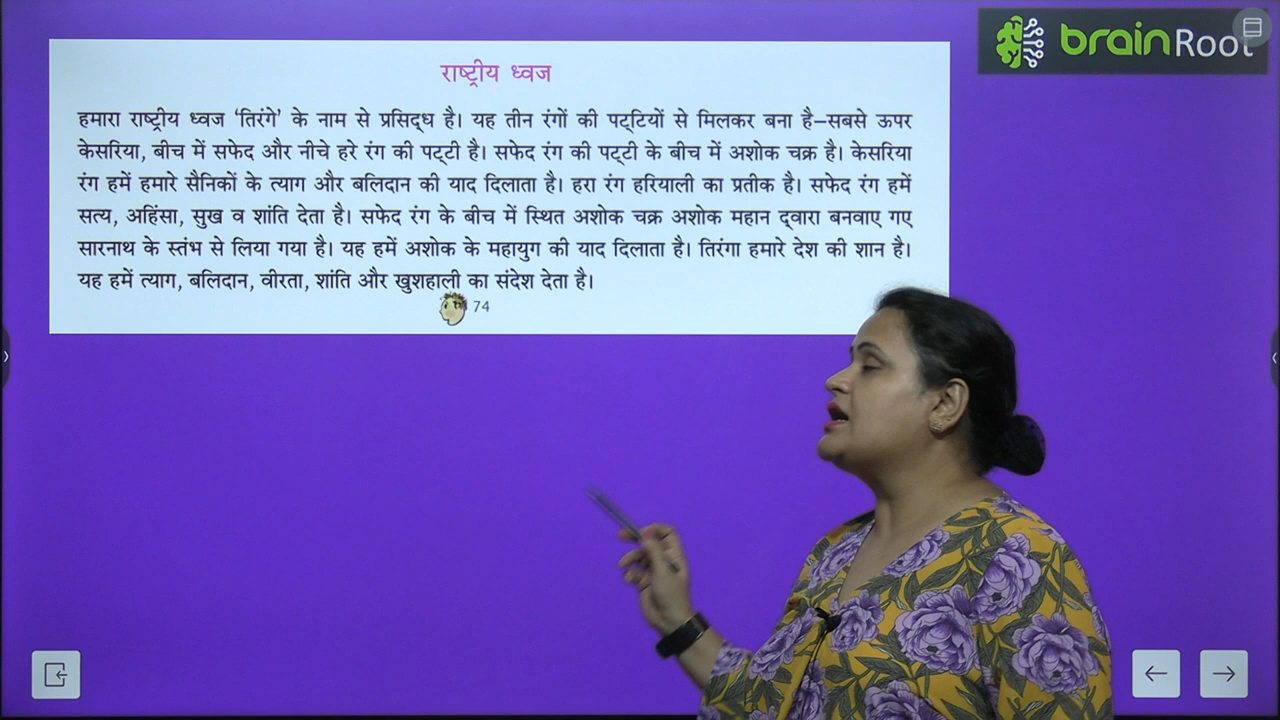 brainRoot
राष्ट्रीय ध्वज
हमारा राष्ट्रीय ध्वज ‘तिरंगे’ के नाम से प्रसिद्ध है। यह तीन रंगों की पट्टियों से मिलकर बना है–सबसे ऊपर
केसरिया, बीच में सफेद और नीचे हरे रंग की पट्टी है। सफेद रंग की पट्टी के बीच में अशोक चक्र है। केसरिया
रंग हमें हमारे सैनिकों के त्याग और बलिदान की याद दिलाता है। हरा रंग हरियाली का प्रतीक है। सफेद रंग हमें
सत्य, अहिंसा, सुख व शांति देता है। सफेद रंग के बीच में स्थित अशोक चक्र अशोक महान द्वारा बनवाए गए
सारनाथ के स्तंभ से लिया गया है। यह हमें अशोक के महायुग की याद दिलाता है। तिरंगा हमारे देश की शान है।
यह हमें त्याग, बलिदान, वीरता, शांति और खुशहाली का संदेश देता है।
74